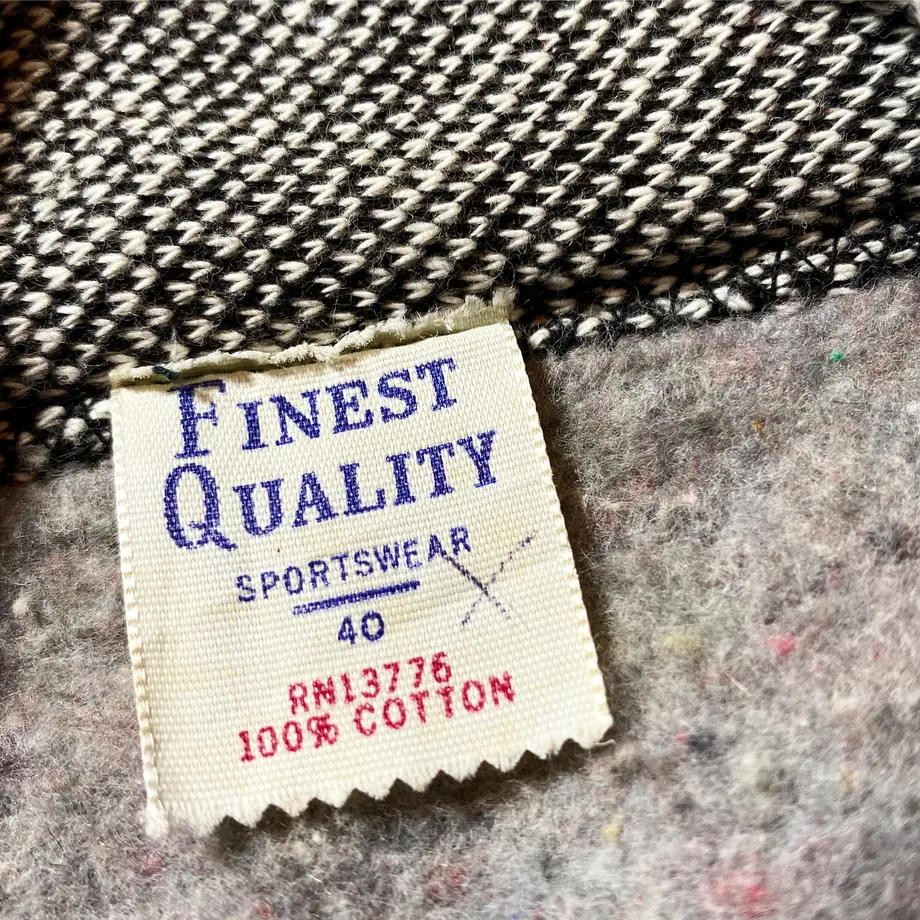 FINEST
QUALITY
SPORTSWEAR
40
RN13776
100% COTTON